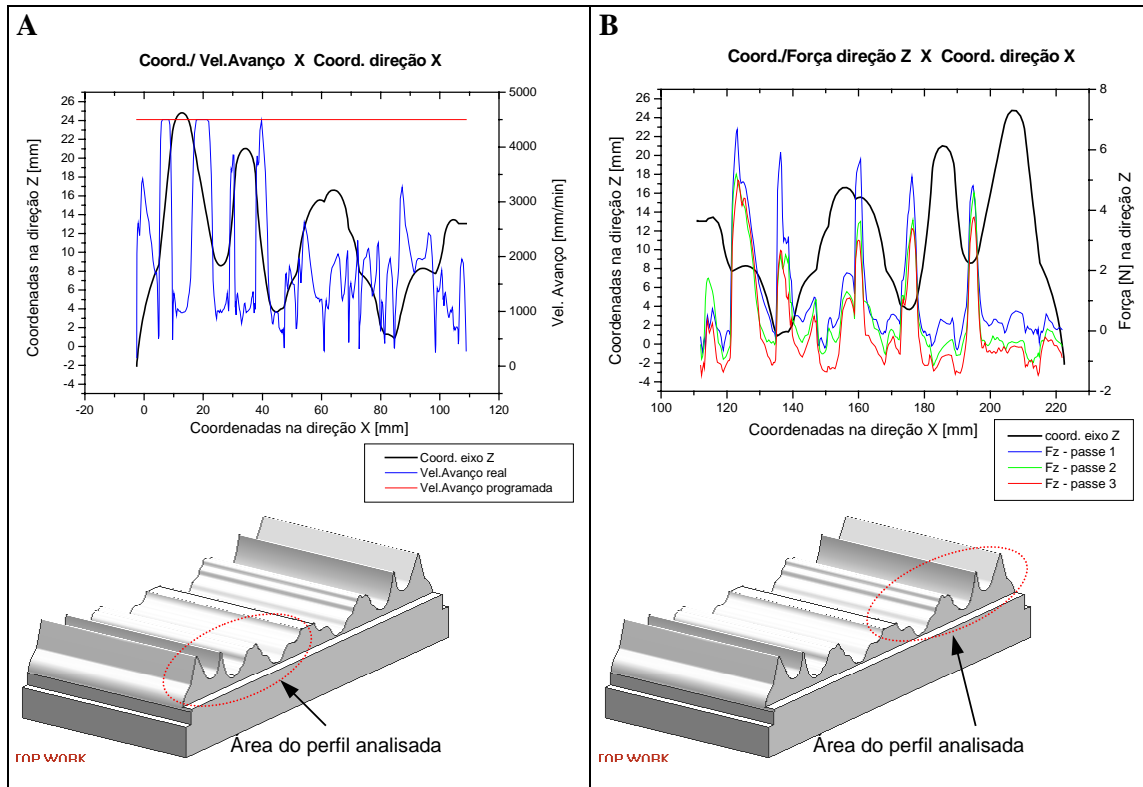 A
Coord./ Vel.Avanço X Coord. direção X
26
24
22
20
18
16
14
12
10
8
6
4
2
0
-2
-4
Coordenadas na direção Z [mm]
5000
4000
3000
2000
1000
0
Vel. Avanço [mm/min]
-20 0 20 40 60 80 100 120
Coordenadas na direção X [mm]
Coord. eixo Z
Vel.Avanço real
Vel.Avanço programada
Área do perfil analisada
TOP WORK
B
Coord./Força direção Z X Coord. direção X
26
24
22
20
18
16
14
12
10
8
6
4
2
0
-2
-4
Coordenadas na direção Z [mm]
8
6
4
2
0
-2
Força [N] na direção Z
100 120 140 160 180 200 220
Coordenadas na direção X [mm]
coord. eixo Z
Fz - passe 1
Fz - passe 2
Fz - passe 3
Área do perfil analisada
TOP WORK